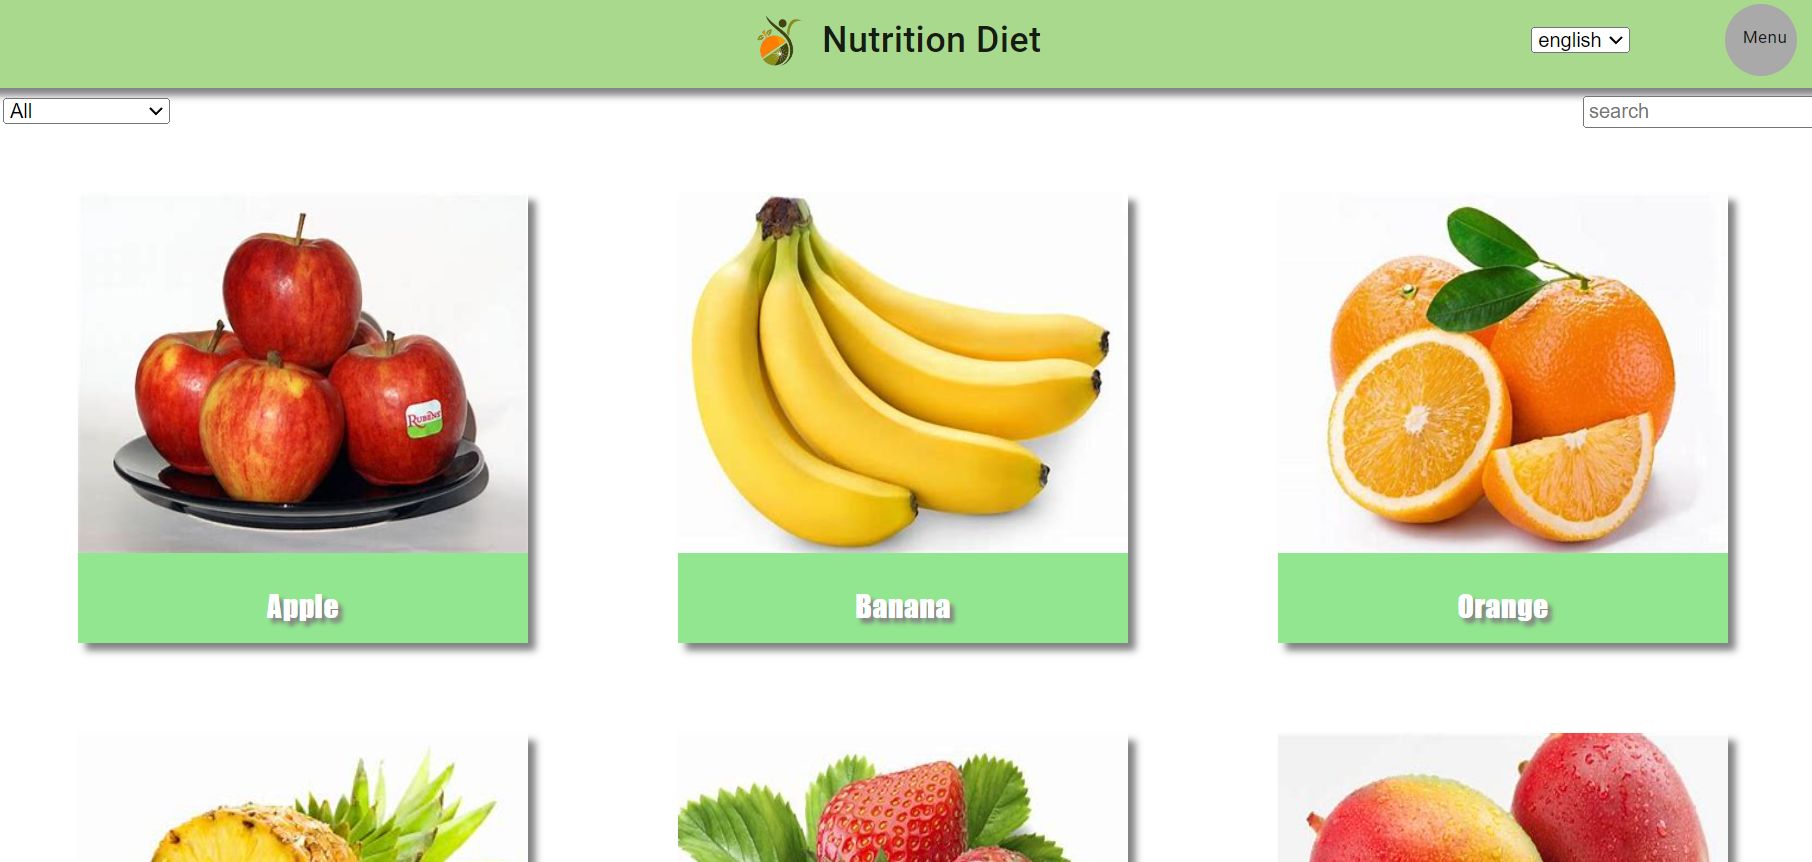 Nutrition Diet
english
Menu
All
search
RUBENS
Apple
Banana
Orange